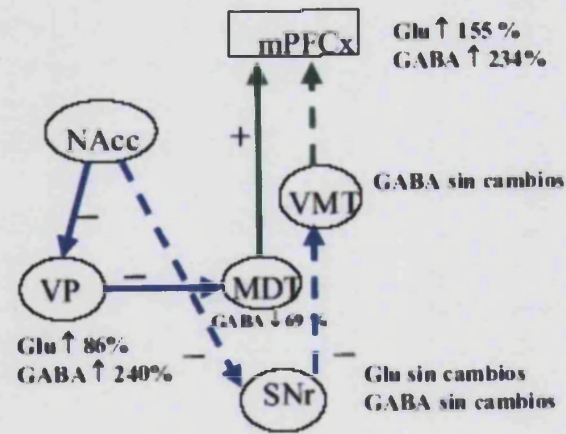 mPFCx
Glu ↑ 155%
GABA ↑ 234%
NAcc
+
VMT
GABA sin cambios
–
VP
–
MDT
GABA ↓ 69 %
Glu ↑ 86%
GABA ↑ 240%
–
–
SNr
Glu sin cambios
GABA sin cambios